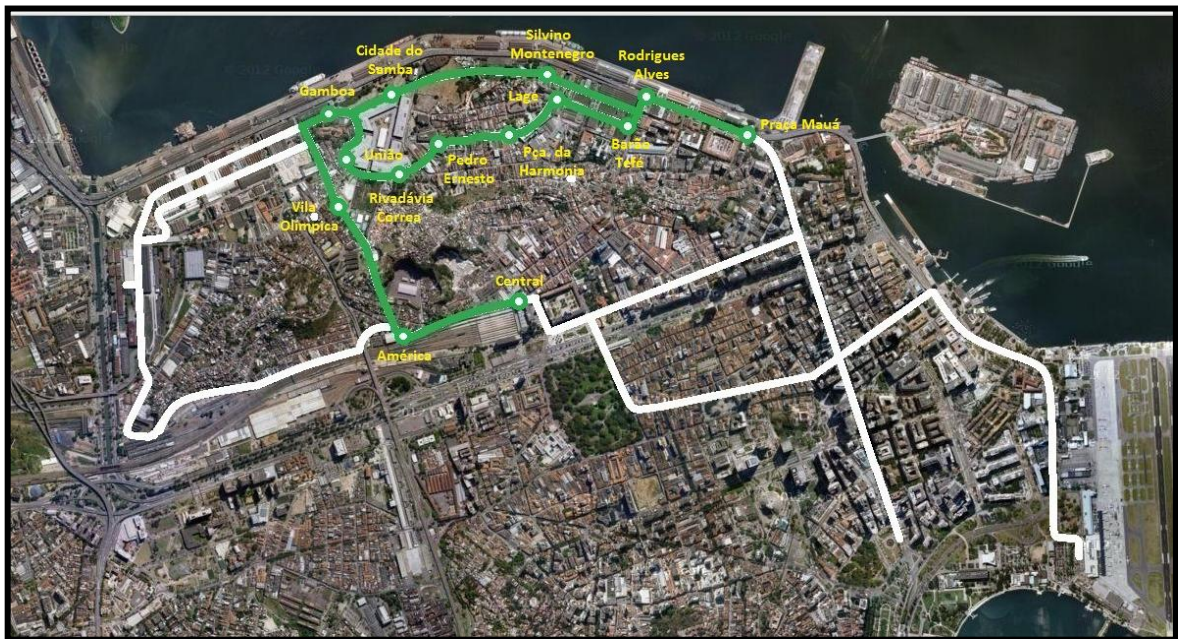 Silvino
Montenegro
Cidade do
Samba
Rodrigues
Alves
Gamboa
Lage
Praça Mauá
Barão
Tefé
União
Pedro
Ernesto
Pça. da
Harmonia
Rivadávia
Correa
Vila
Olímpica
Central
América